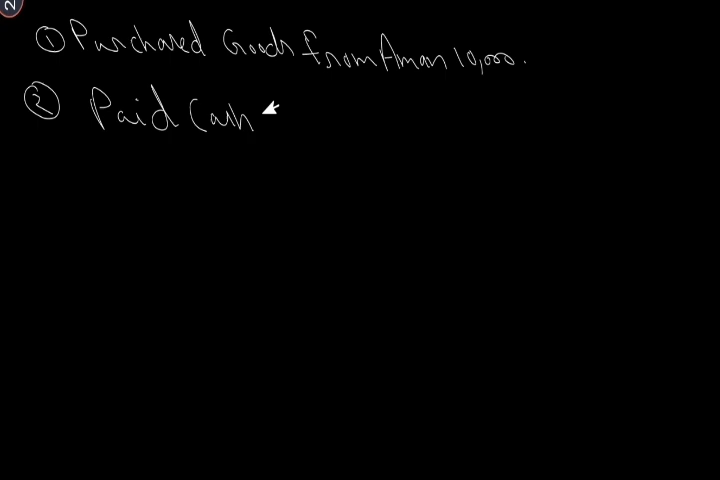 ① Purchased Goods from Aman 10,000.
② Paid Cash